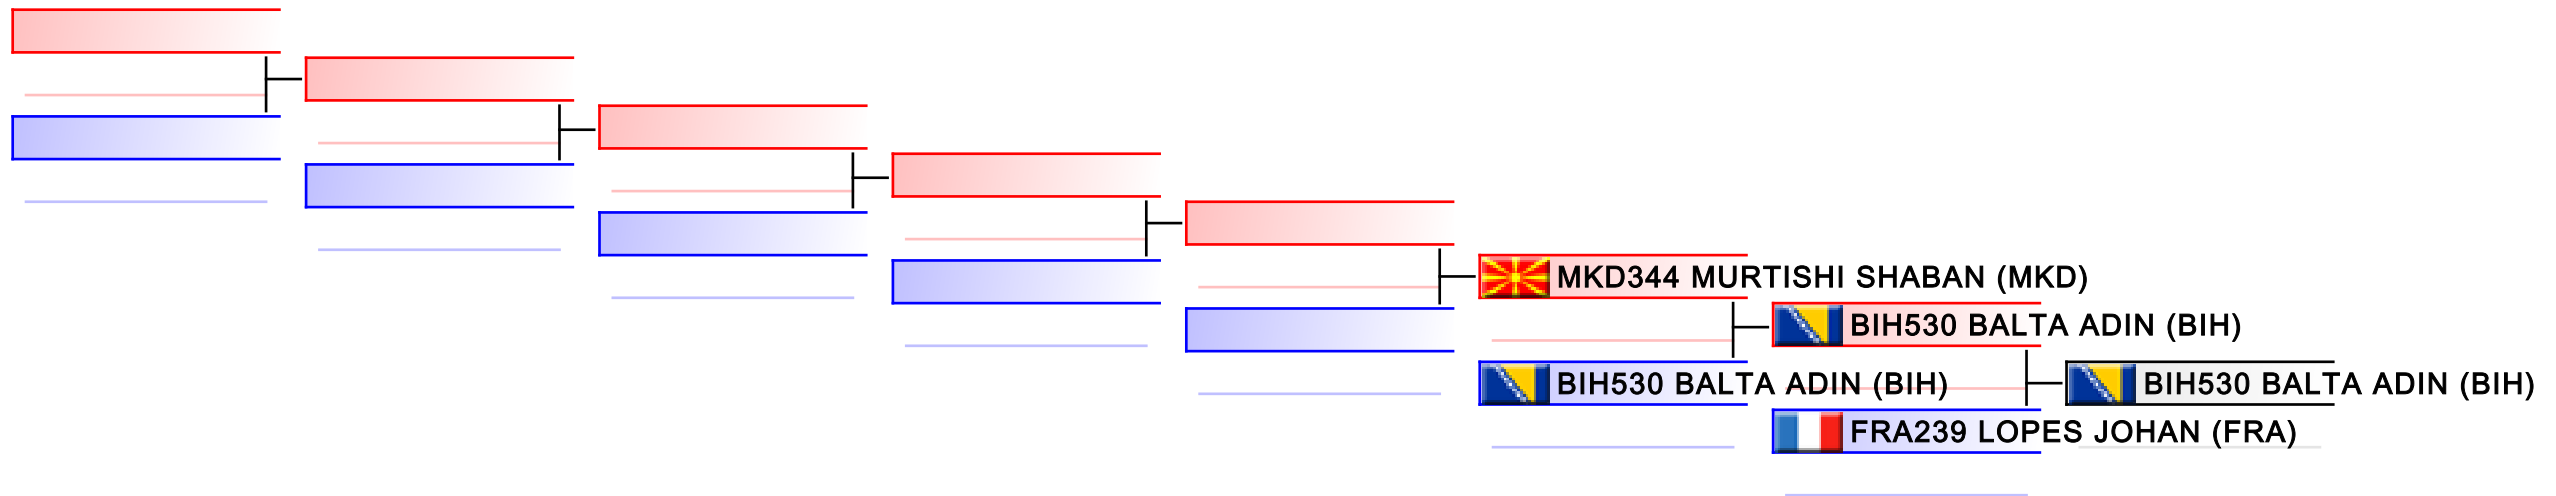 MKD344 MURTISHI SHABAN (MKD)
BIH530 BALTA ADIN (BIH)
BIH530 BALTA ADIN (BIH)
BIH530 BALTA ADIN (BIH)
FRA239 LOPES JOHAN (FRA)